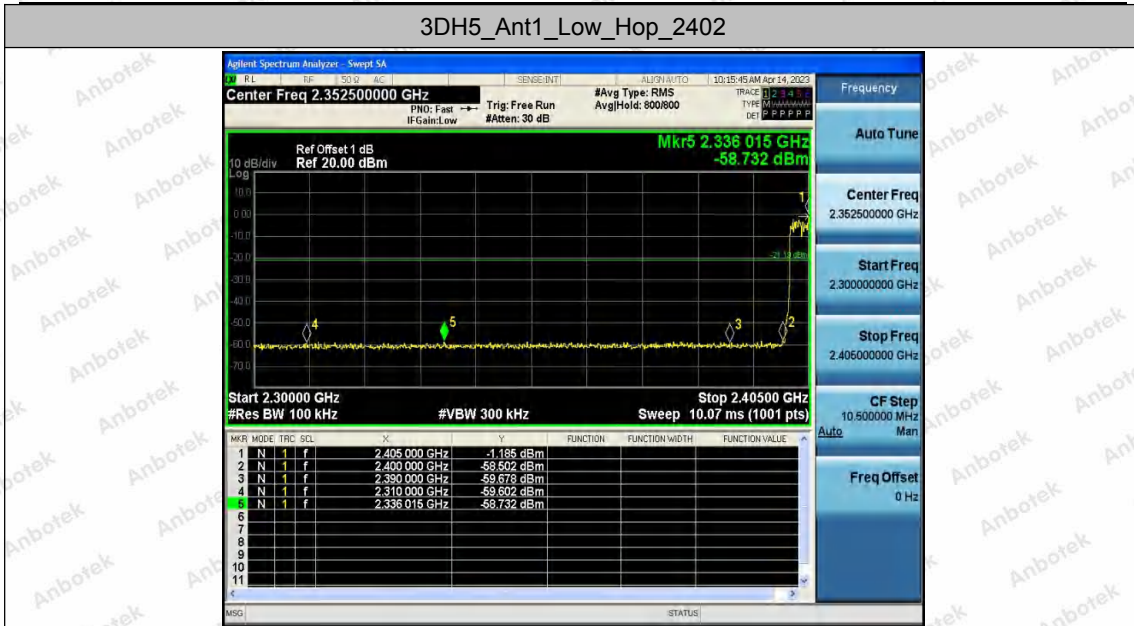 3DH5_Ant1_Low_Hop_2402
Agilent Spectrum Analyzer - Swept SA
RL RF 50 Ω AC SENSE:INT ALIGN AUTO 10:15:45 AM Apr 14, 2023
Center Freq 2.352500000 GHz
PNO: Fast
IFGain:Low
Trig: Free Run
#Atten: 30 dB
#Avg Type: RMS
Avg|Hold: 800/800
TRACE 1 2 3 4 5 6
TYPE M
DET P P P P P P
Ref Offset 1 dB
10 dB/div Ref 20.00 dBm
Log
Mkr5 2.336 015 GHz
-58.732 dBm
10.0
0.00
-10.0
-20.0
-30.0
-40.0
-50.0
-60.0
-70.0
1
2
3
4
5
Start 2.30000 GHz
Stop 2.40500 GHz
#Res BW 100 kHz #VBW 300 kHz Sweep 10.07 ms (1001 pts)
MKR MODE TRC SCL X Y FUNCTION FUNCTION WIDTH FUNCTION VALUE
1 N 1 f 2.405 000 GHz -1.185 dBm
2 N 1 f 2.400 000 GHz -58.502 dBm
3 N 1 f 2.390 000 GHz -59.678 dBm
4 N 1 f 2.310 000 GHz -59.602 dBm
5 N 1 f 2.336 015 GHz -58.732 dBm
6
7
8
9
10
11
MSG STATUS
Frequency
Auto Tune
Center Freq
2.352500000 GHz
Start Freq
2.300000000 GHz
Stop Freq
2.405000000 GHz
CF Step
10.500000 MHz
Auto Man
Freq Offset
0 Hz
Anbotek